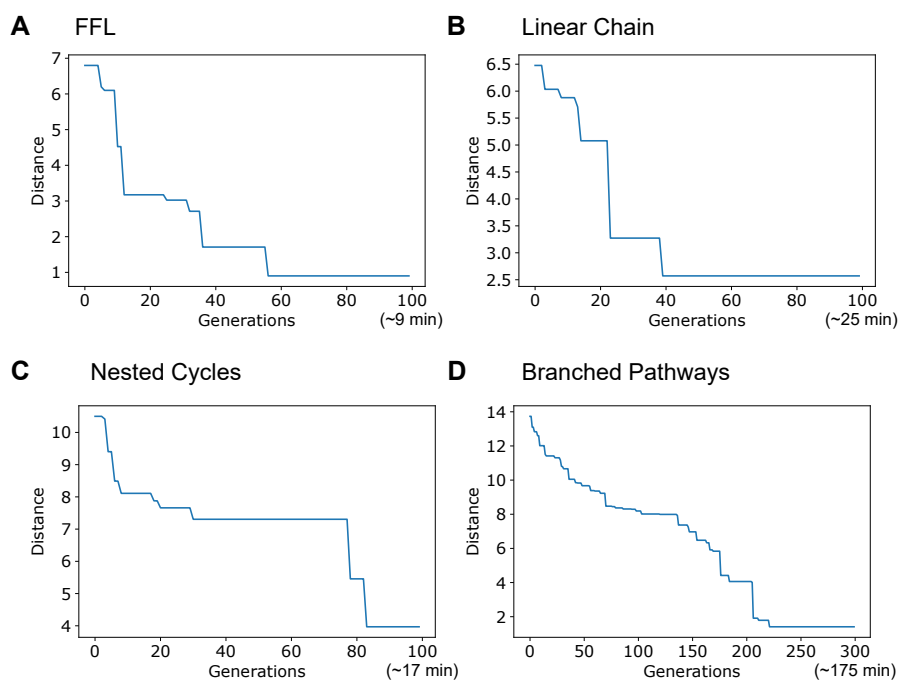 A FFL
7
6
5
4
3
2
1
Distance
0 20 40 60 80 100
Generations (~9 min)
B Linear Chain
6.5
6.0
5.5
5.0
4.5
4.0
3.5
3.0
2.5
Distance
0 20 40 60 80 100
Generations (~25 min)
C Nested Cycles
10
9
8
7
6
5
4
Distance
0 20 40 60 80 100
Generations (~17 min)
D Branched Pathways
14
12
10
8
6
4
2
Distance
0 50 100 150 200 250 300
Generations (~175 min)